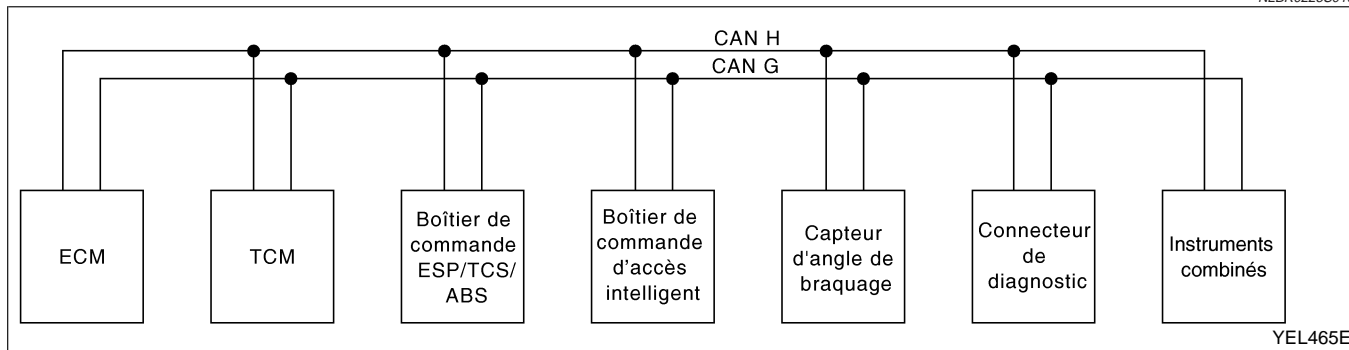 CAN H
CAN G
ECM
TCM
Boîtier de
commande
ESP/TCS/
ABS
Boîtier de
commande
d'accès
intelligent
Capteur
d'angle de
braquage
Connecteur
de
diagnostic
Instruments
combinés
YEL465E